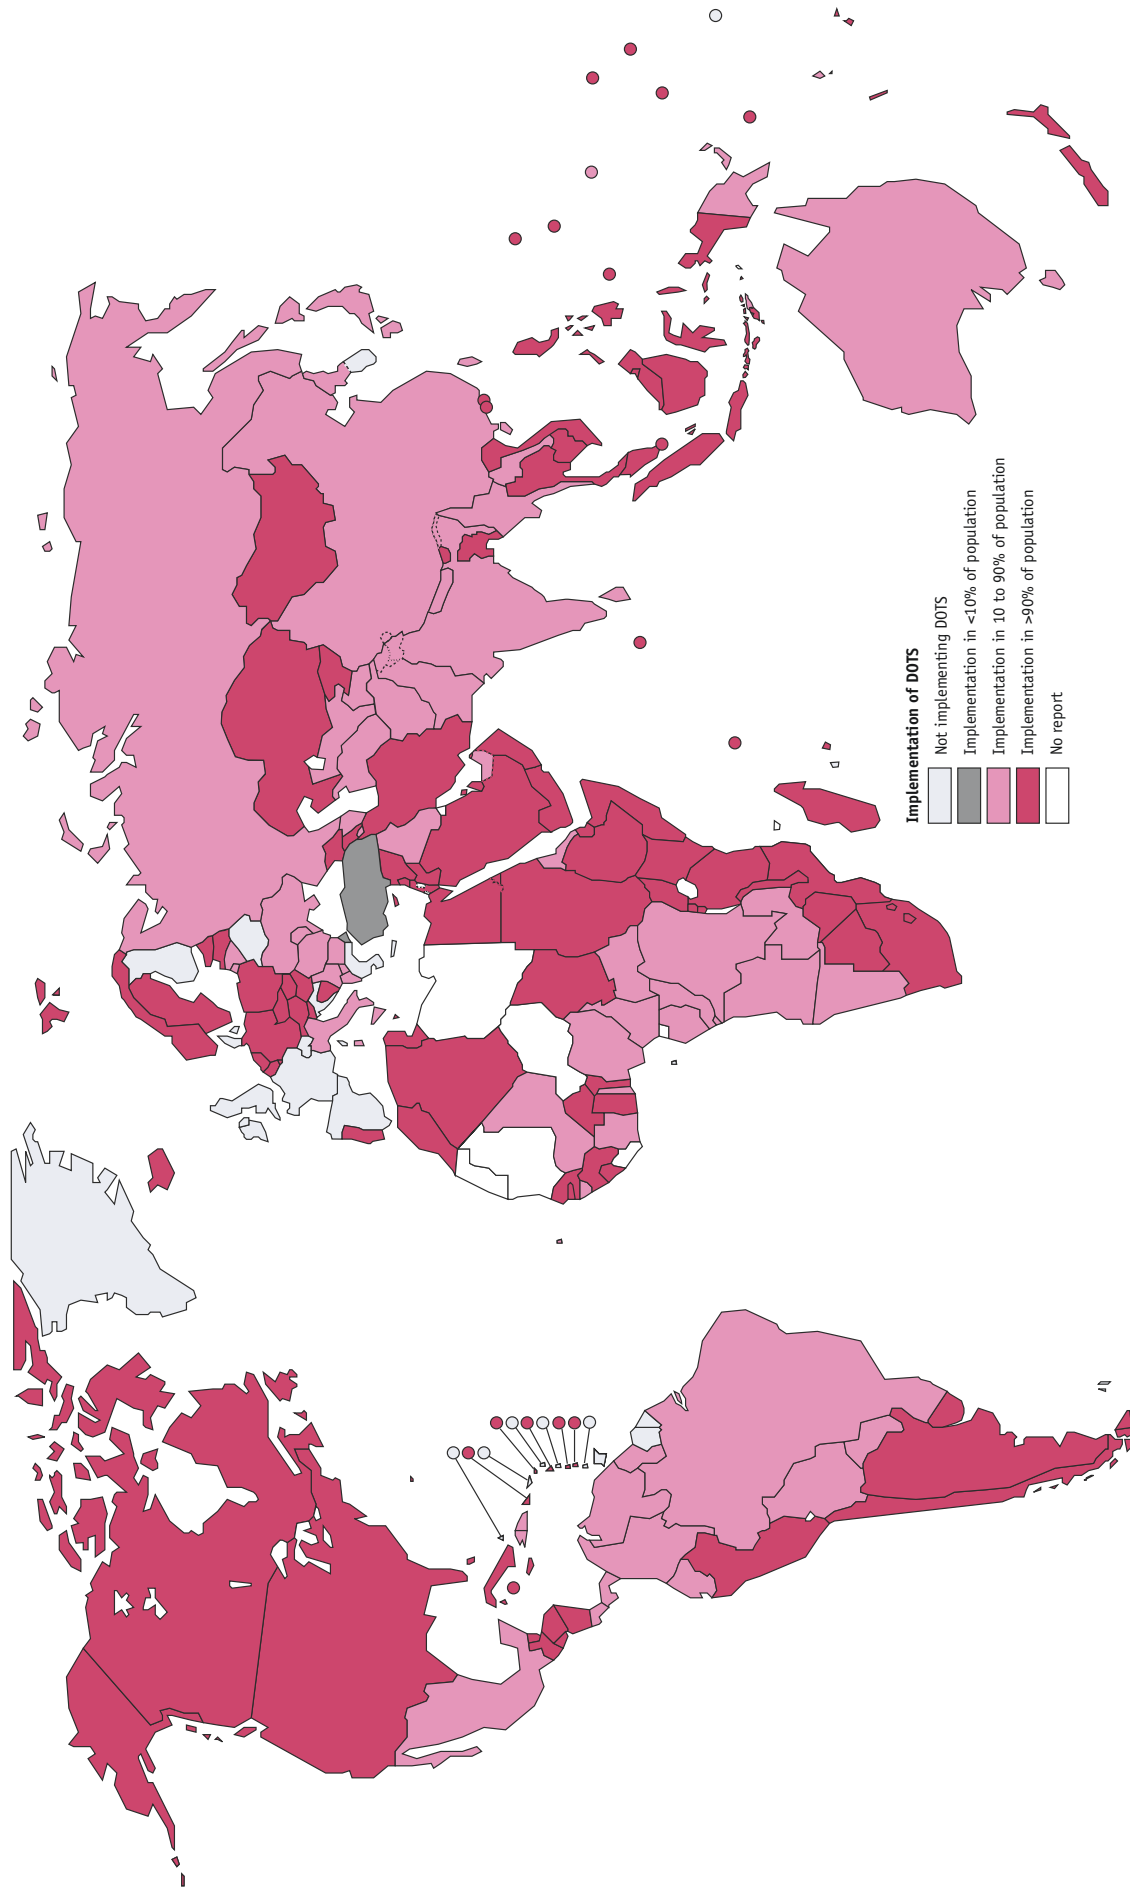 Implementation of DOTS
Not implementing DOTS
Implementation in <10% of population
Implementation in 10 to 90% of population
Implementation in >90% of population
No report